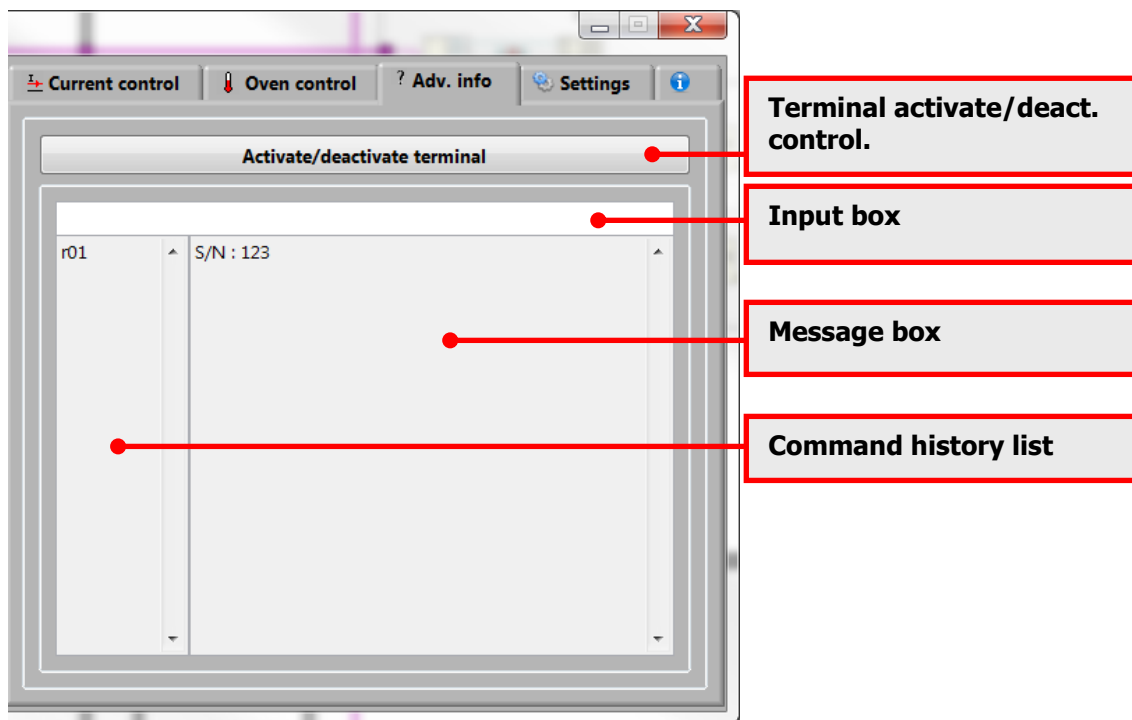 Current control Oven control ? Adv. info Settings
Terminal activate/deact.
control.
Activate/deactivate terminal
Input box
r01 S/N : 123
Message box
Command history list